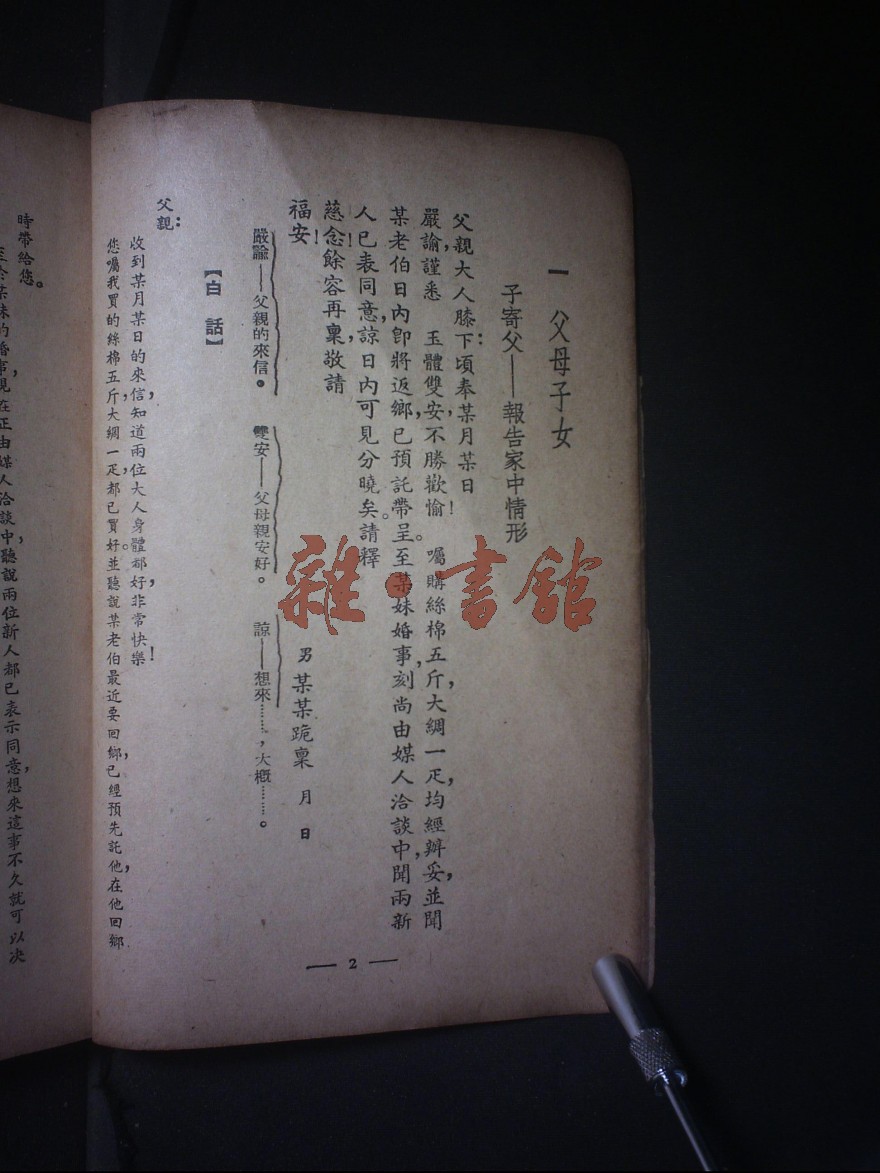 一　父母子女
子寄父——報告家中情形
父親大人膝下：頃奉某月某日
嚴諭，謹悉　玉體雙安，不勝歡愉！　囑購絲棉五斤，大綢一疋，均經辦妥，並聞
某老伯日內卽將返鄉，已預託帶呈。至某妹婚事，刻尚由媒人洽談中，聞兩新
人已表同意，諒日內可見分曉矣。請釋
慈念！餘容再稟，敬請
福安！
男某某跪稟　月　日
嚴諭——父親的來信。　雙安——父母親安好。　諒——想來……，大概……。
【白話】
父親：
收到某月某日的來信，知道兩位大人身體都好，非常快樂！
您囑我買的絲棉五斤，大綢一疋，都已買好。並聽說某老伯最近要回鄉，已經預先託他，在他回鄉
時帶給您。
至於某妹的婚事，現在正由媒人洽談中，聽說兩位新人都已表示同意，想來這事不久就可以決
2
雜·書館